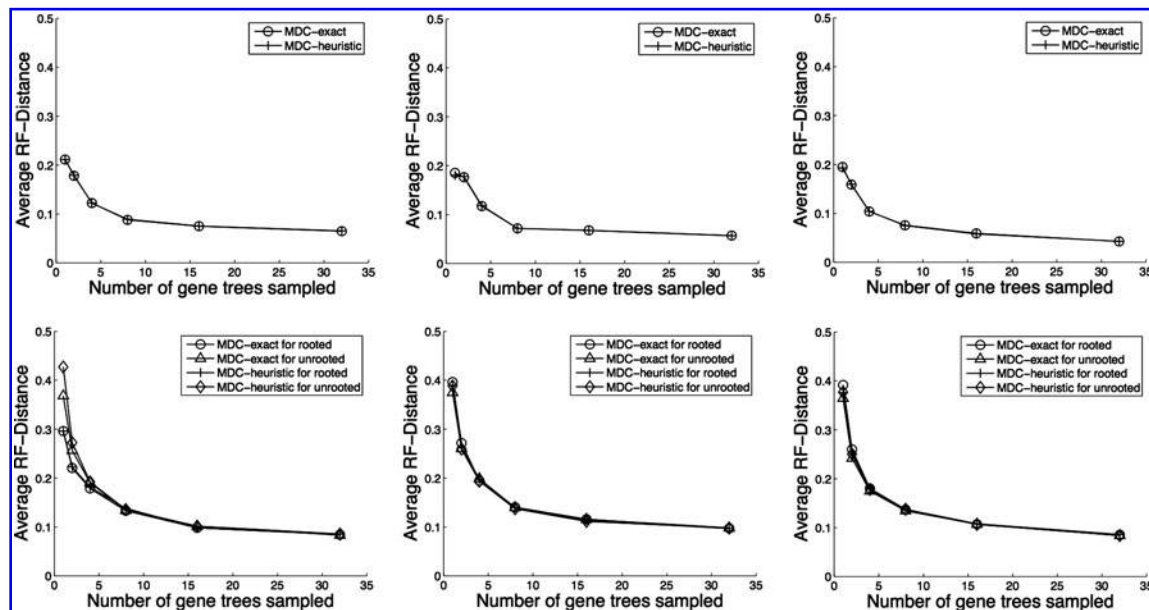 0.5
0.4
0.3
0.2
0.1
0
Average RF-Distance
MDC-exact
MDC-heuristic
0 5 10 15 20 25 30 35
Number of gene trees sampled
0.5
0.4
0.3
0.2
0.1
0
Average RF-Distance
MDC-exact
MDC-heuristic
0 5 10 15 20 25 30 35
Number of gene trees sampled
0.5
0.4
0.3
0.2
0.1
0
Average RF-Distance
MDC-exact
MDC-heuristic
0 5 10 15 20 25 30 35
Number of gene trees sampled
0.5
0.4
0.3
0.2
0.1
0
Average RF-Distance
MDC-exact for rooted
MDC-exact for unrooted
MDC-heuristic for rooted
MDC-heuristic for unrooted
0 5 10 15 20 25 30 35
Number of gene trees sampled
0.5
0.4
0.3
0.2
0.1
0
Average RF-Distance
MDC-exact for rooted
MDC-exact for unrooted
MDC-heuristic for rooted
MDC-heuristic for unrooted
0 5 10 15 20 25 30 35
Number of gene trees sampled
0.5
0.4
0.3
0.2
0.1
0
Average RF-Distance
MDC-exact for rooted
MDC-exact for unrooted
MDC-heuristic for rooted
MDC-heuristic for unrooted
0 5 10 15 20 25 30 35
Number of gene trees sampled